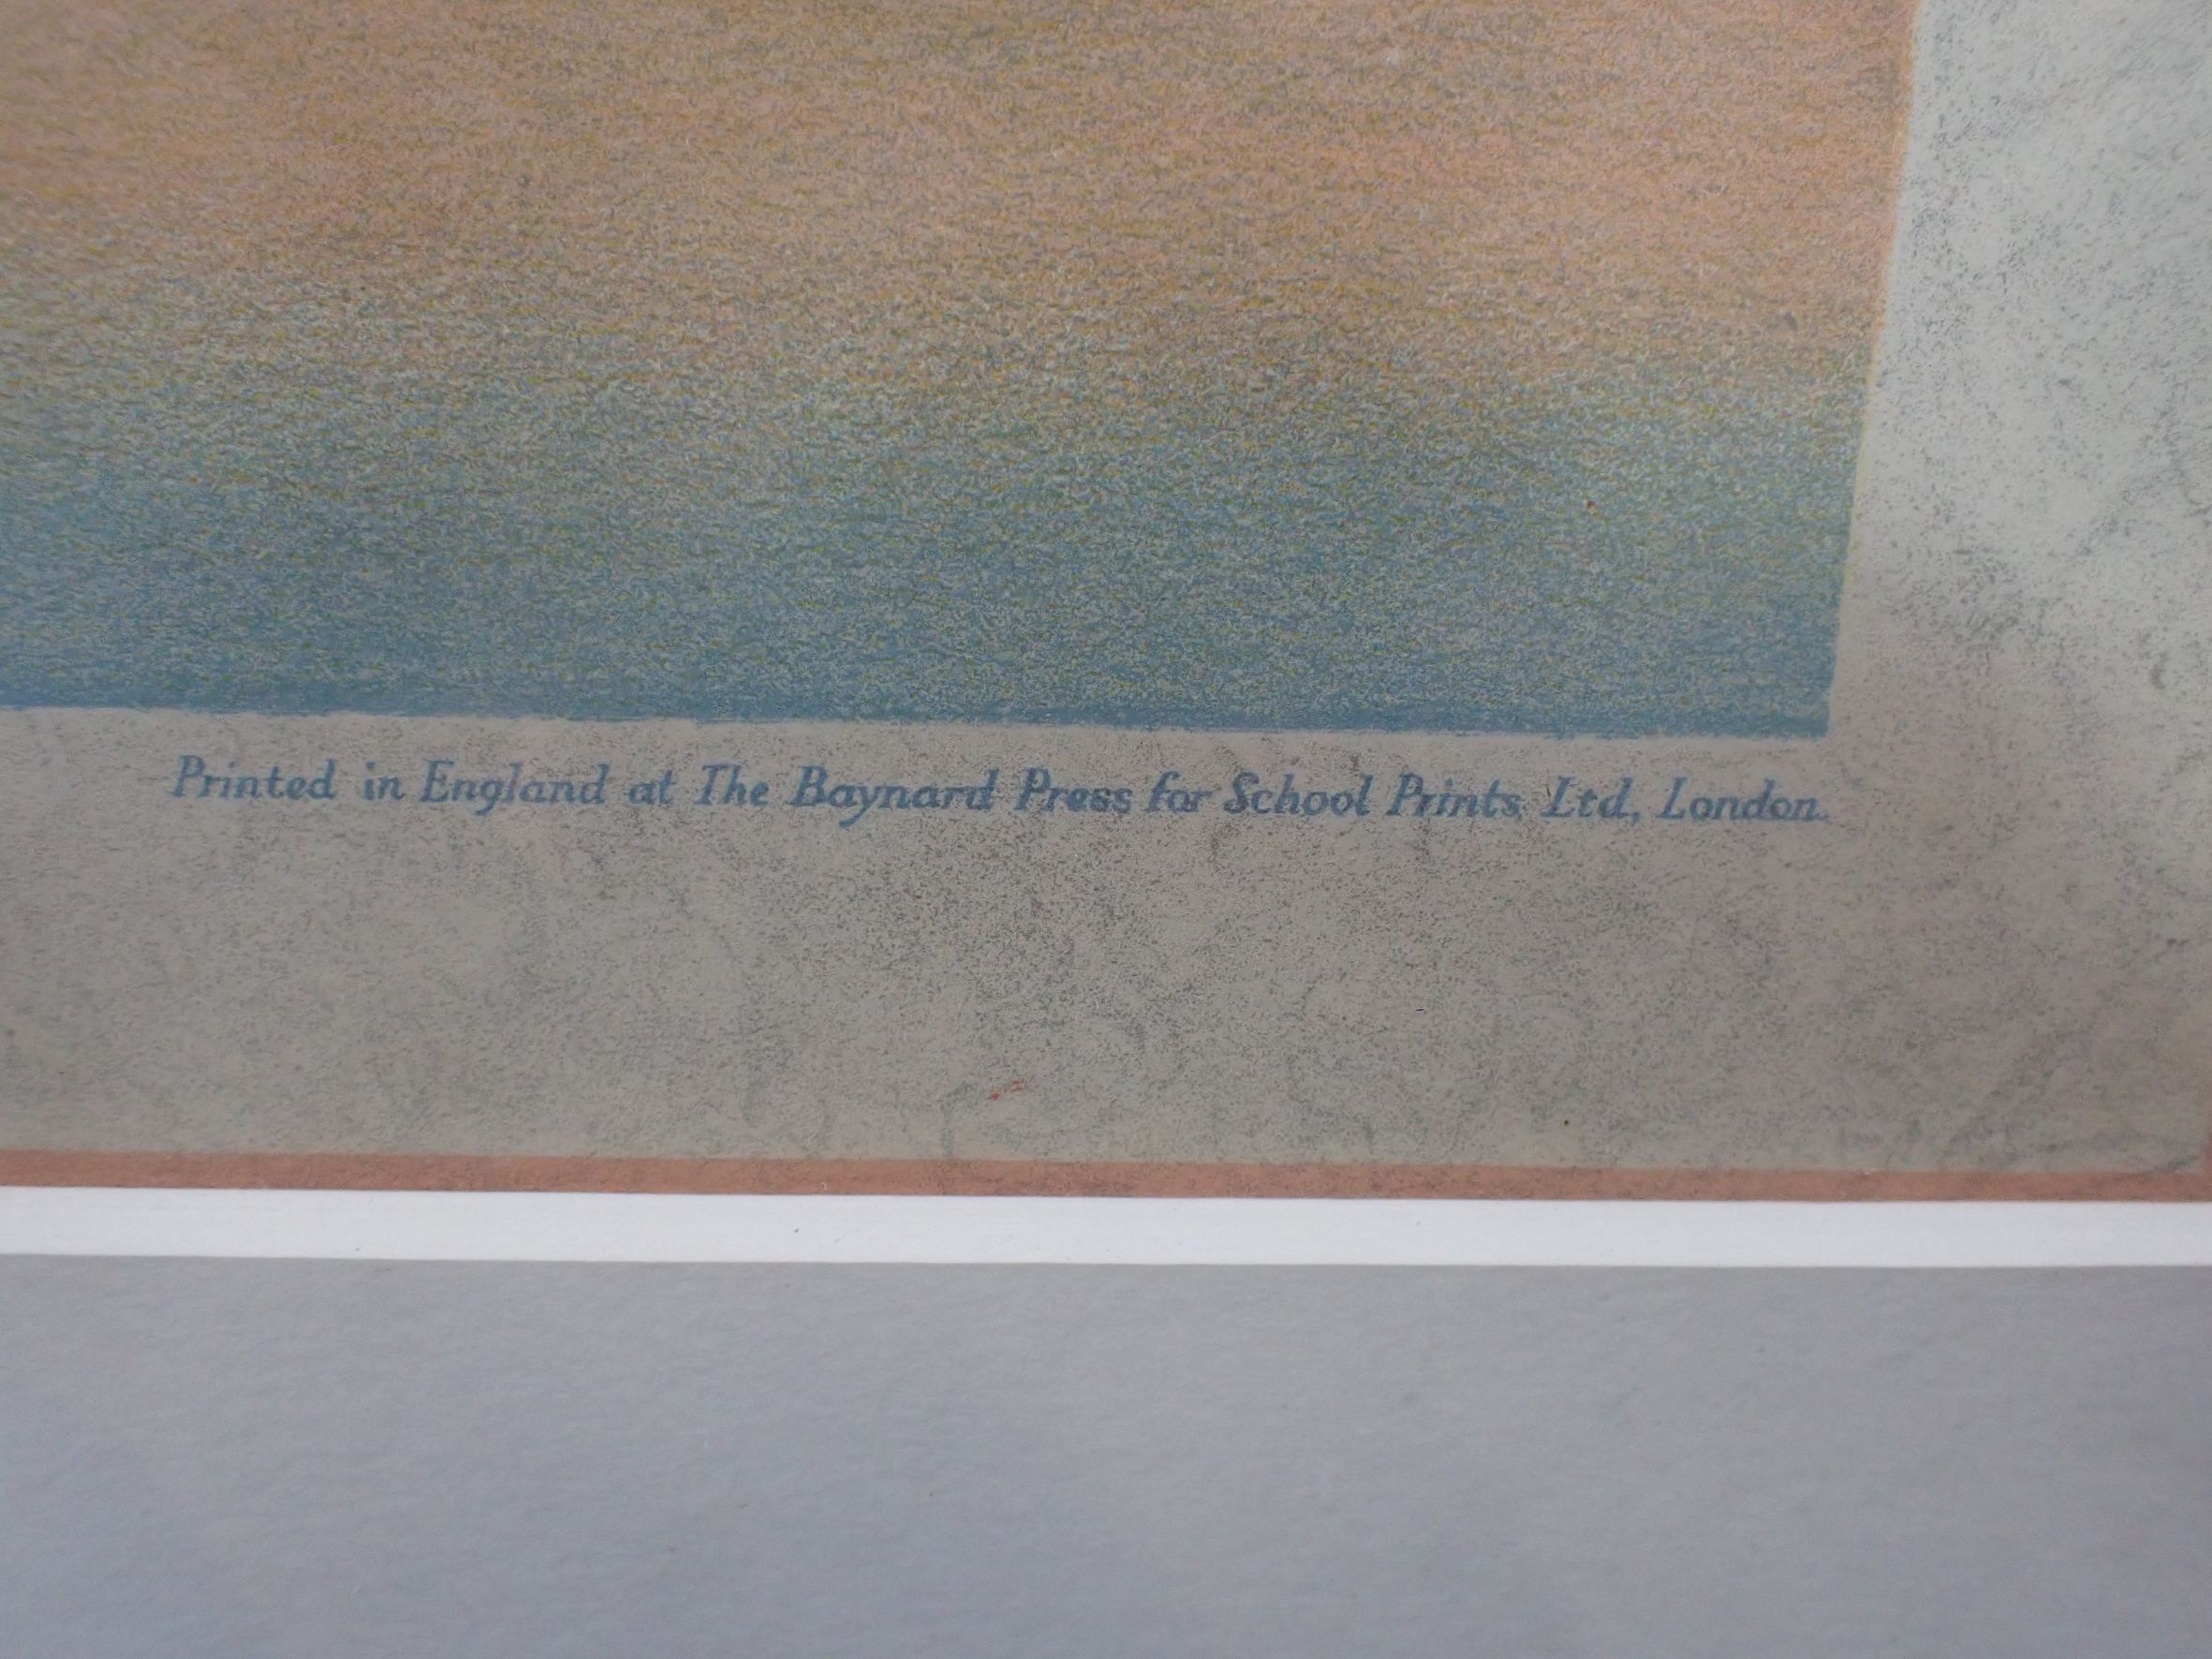 Printed in England at The Baynard Press for School Prints Ltd, London.